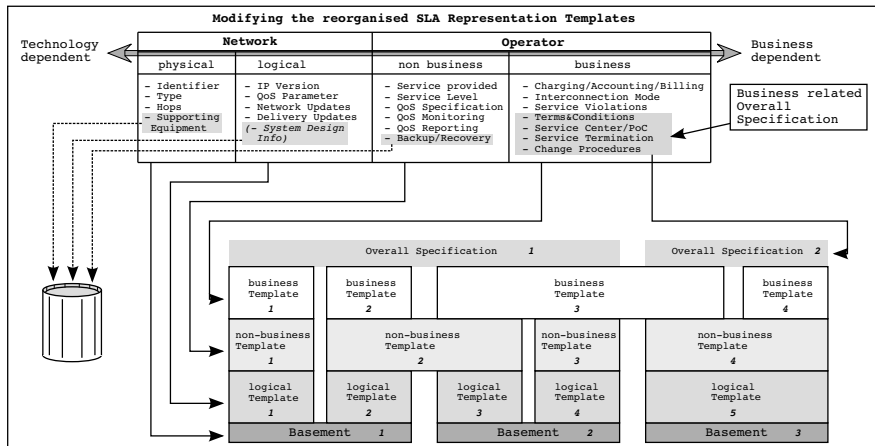 Modifying the reorganised SLA Representation Templates
Technology
dependent
Network
Operator
Business
dependent
physical
logical
non business
business
– Identifier
– Type
– Hops
– Supporting
Equipment
– IP Version
– QoS Parameter
– Network Updates
– Delivery Updates
(– System Design
Info)
– Service provided
– Service Level
– QoS Specification
– QoS Monitoring
– QoS Reporting
– Backup/Recovery
– Charging/Accounting/Billing
– Interconnection Mode
– Service Violations
– Terms&Conditions
– Service Center/PoC
– Service Termination
– Change Procedures
Business related
Overall
Specification
Overall Specification 1
Overall Specification 2
business
Template
1
business
Template
2
business
Template
3
business
Template
4
non-business
Template
1
non-business
Template
2
non-business
Template
3
non-business
Template
4
logical
Template
1
logical
Template
2
logical
Template
3
logical
Template
4
logical
Template
5
Basement 1
Basement 2
Basement 3